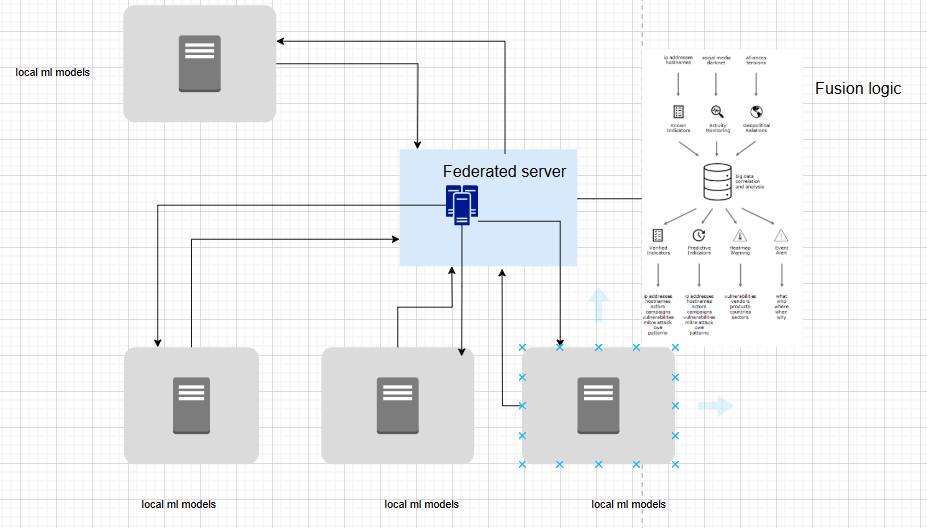 local ml models
Federated server
Fusion logic
ip addresses
hostnames
social media
darknet
alliances
tensions
Known
Indicators
Activity
Monitoring
Geopolitical
Relations
big data
correlation
and analysis
Verified
Indicators
Predictive
Indicators
Heatmap
Warning
Event
Alert
ip addresses
hostnames
actors
campaigns
vulnerabilities
mitre attack
cwe
patterns
ip addresses
hostnames
actors
campaigns
vulnerabilities
mitre attack
cwe
patterns
vulnerabilities
vendors
products
countries
sectors
what
who
where
when
why
local ml models
local ml models
local ml models